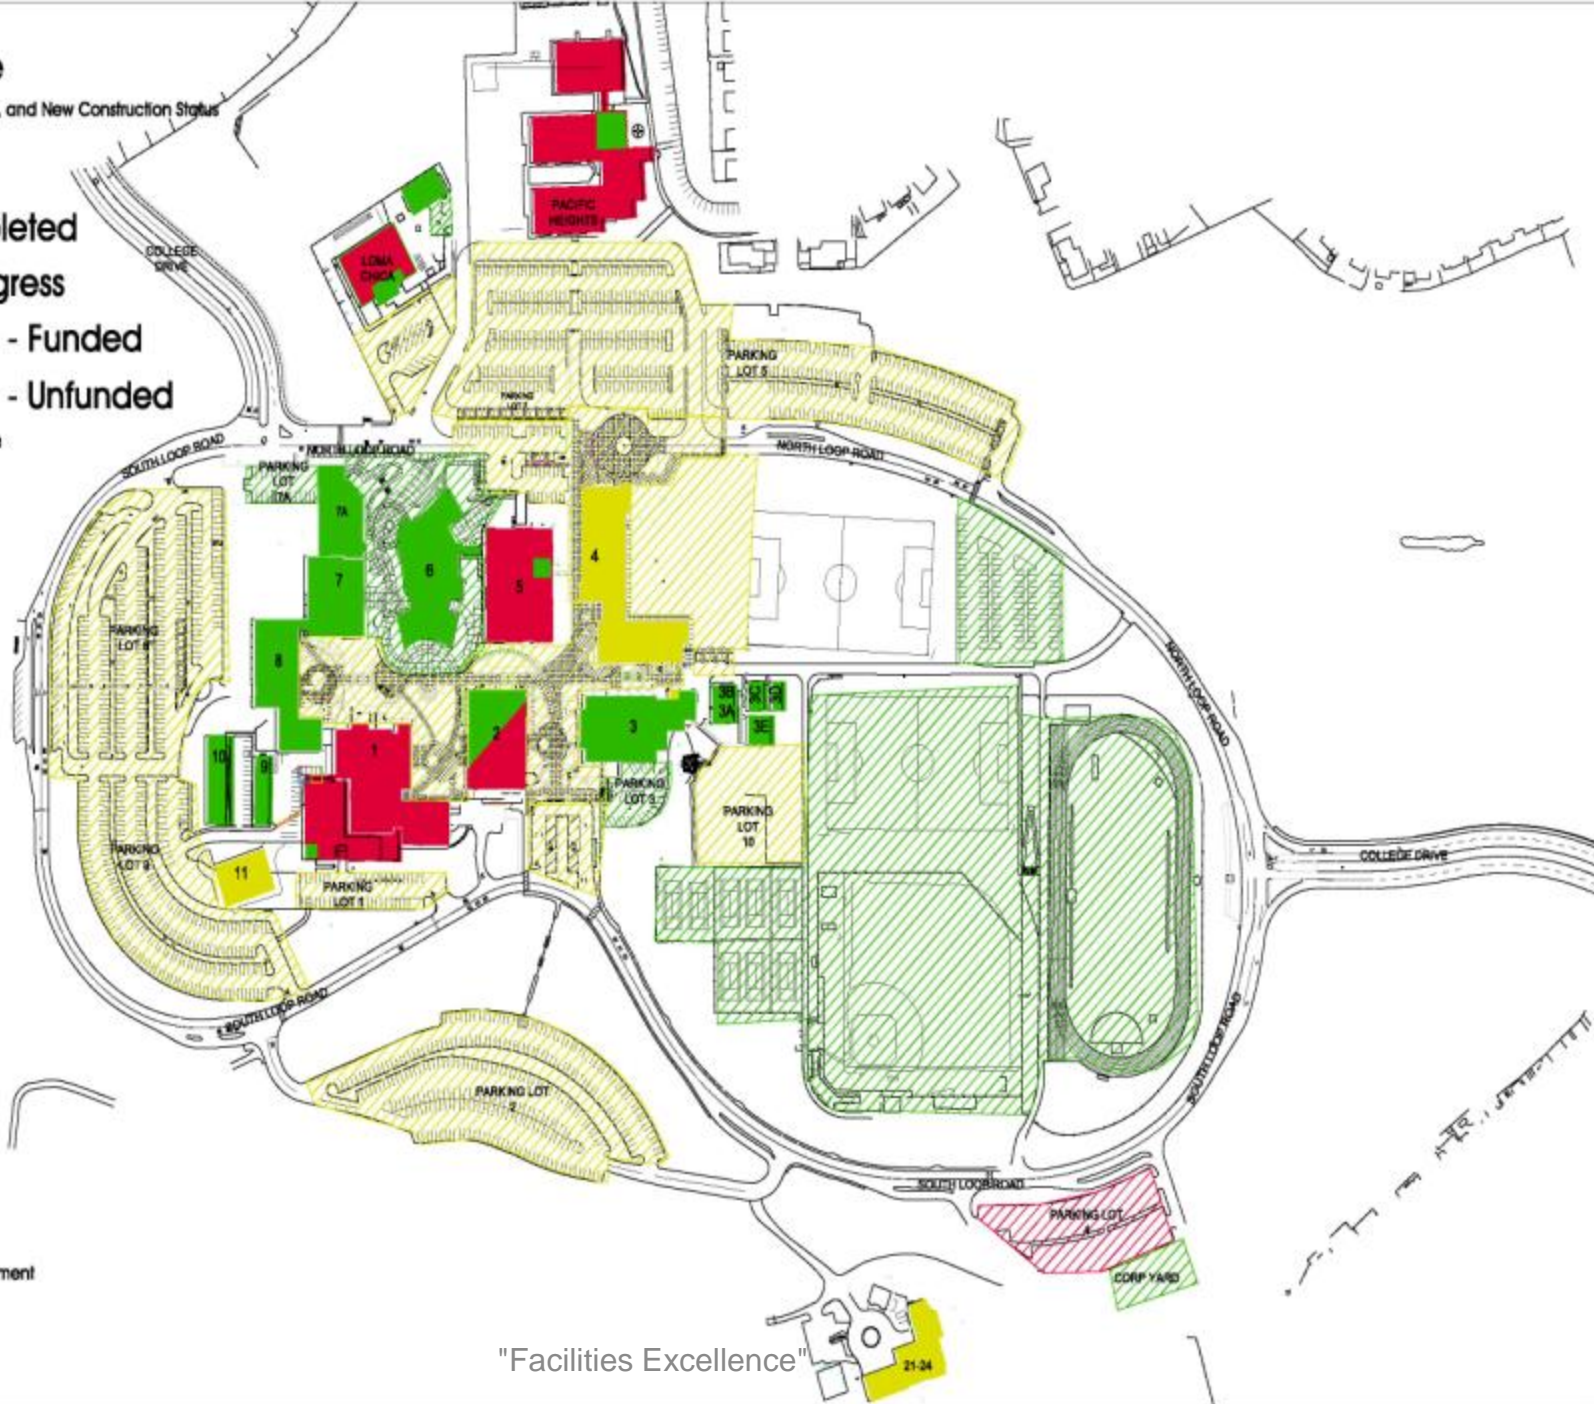 e
, and New Construction Status
leted
gress
- Funded
- Unfunded
e
PACIFIC
HEIGHTS
LOMA
CHICA
COLLEGE
DRIVE
PARKING
LOT 5
PARKING
LOT 7
SOUTH LOOP ROAD
NORTH LOOP ROAD
NORTH LOOP ROAD
PARKING
LOT
7A
7A
7
6
5
4
PARKING
LOT 8
8
NORTH LOOP ROAD
3B
3A
3C
3D
3E
3
2
1
10
9
PARKING
LOT 3
PARKING
LOT
10
PARKING
LOT 9
11
PARKING
LOT 1
COLLEGE DRIVE
SOUTH LOOP ROAD
SOUTH LOOP ROAD
PARKING LOT
2
SOUTH LOOP ROAD
PARKING LOT
4
CORP YARD
ment
21-24
"Facilities Excellence"